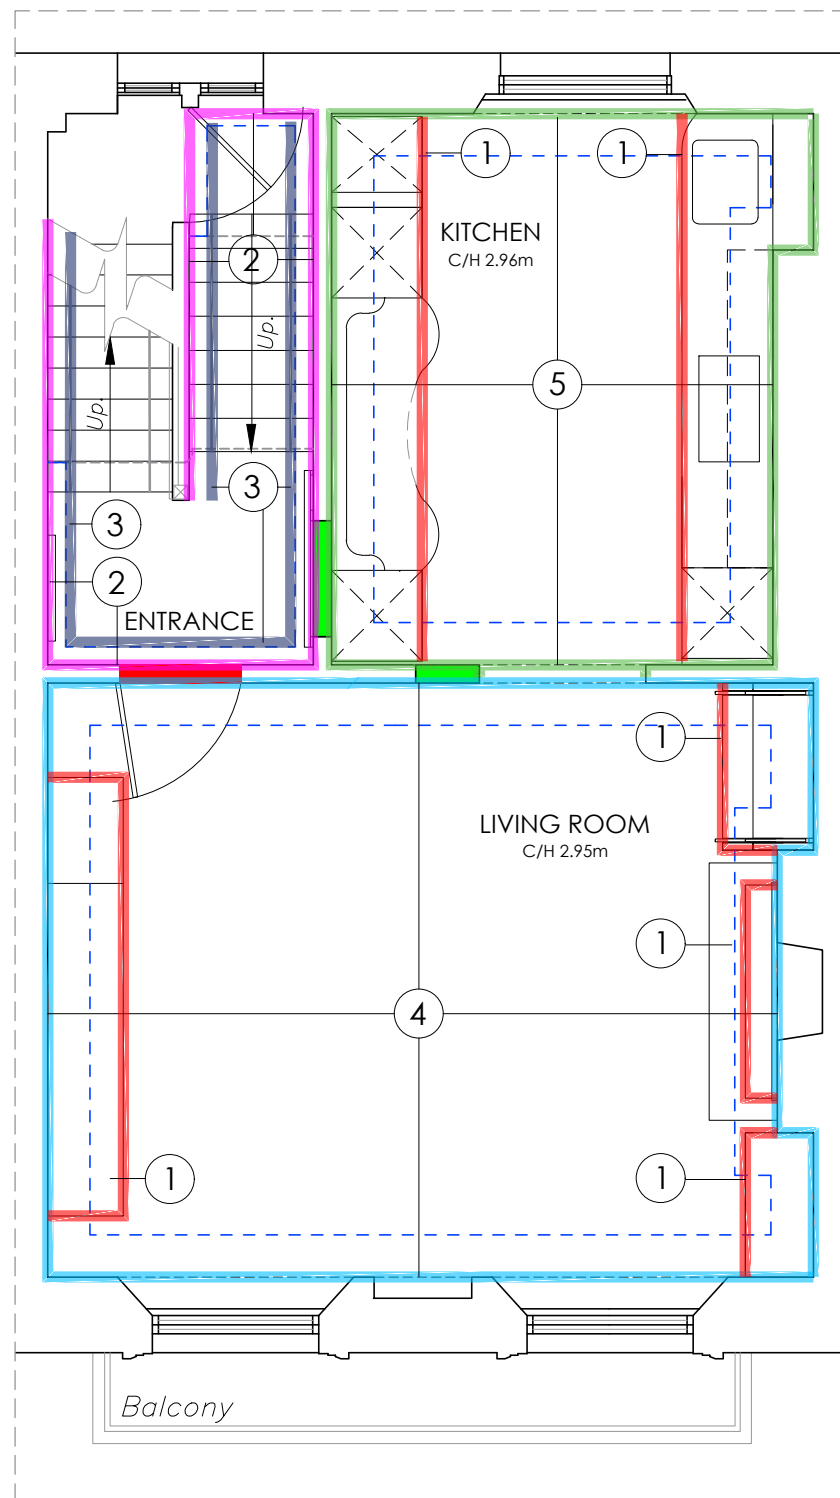 1
1
KITCHEN
C/H 2.96m
2
Up.
5
Up.
3
3
2
ENTRANCE
1
LIVING ROOM
C/H 2.95m
1
4
1
1
Balcony